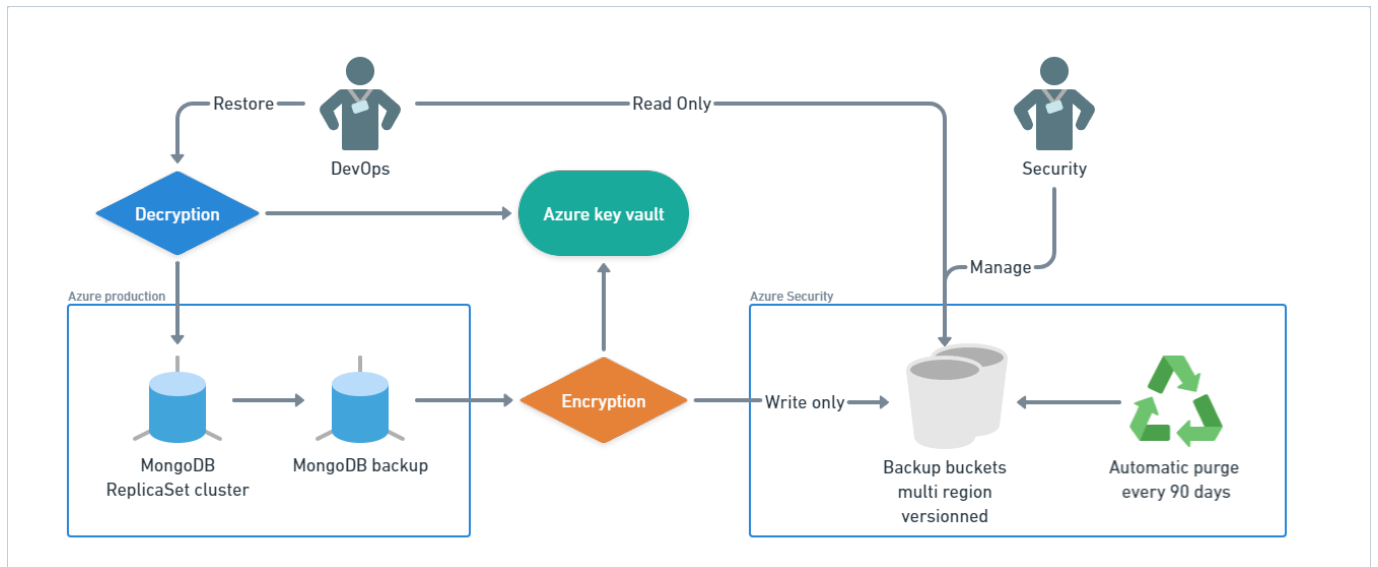 Restore
Read Only
DevOps
Security
Decryption
Azure key vault
Manage
Azure production
Azure Security
Encryption
Write only
MongoDB
ReplicaSet cluster
MongoDB backup
Backup buckets
multi region
versionned
Automatic purge
every 90 days